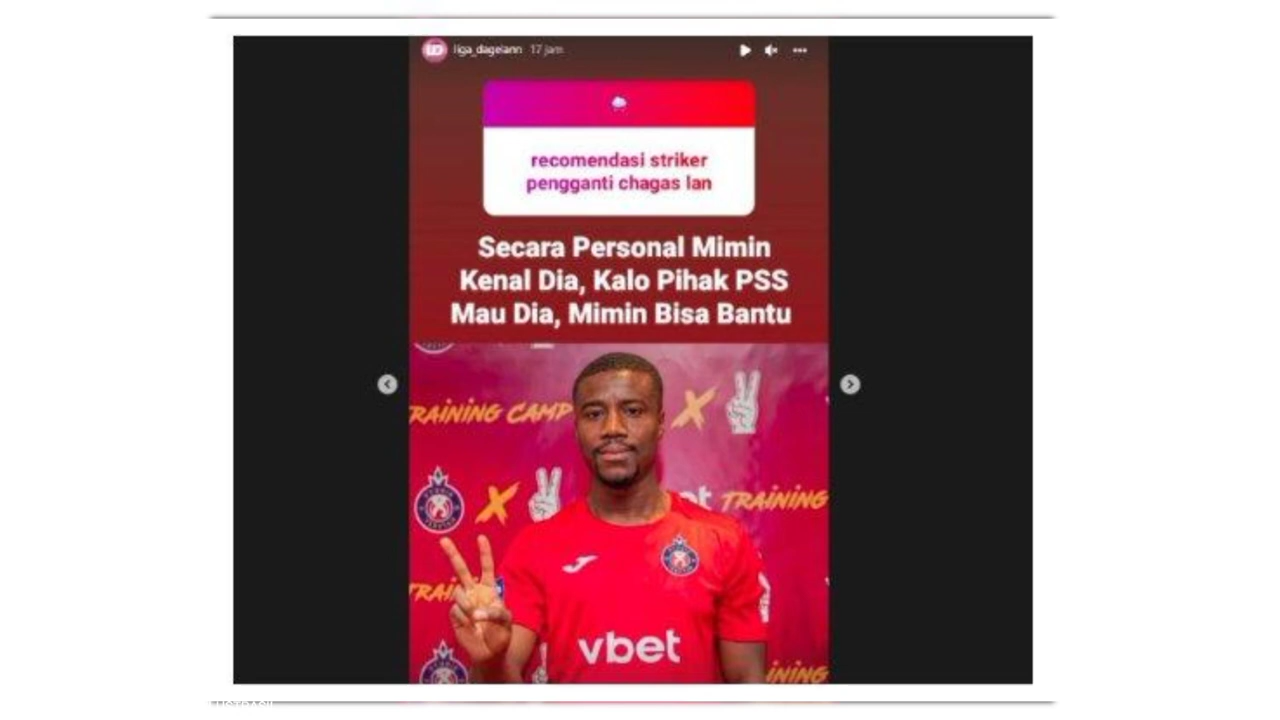 liga_dagelann 17 jam
recomendasi striker
pengganti chagas lan
Secara Personal Mimin
Kenal Dia, Kalo Pihak PSS
Mau Dia, Mimin Bisa Bantu
TRAINING CAMP
TRAINING
vbet